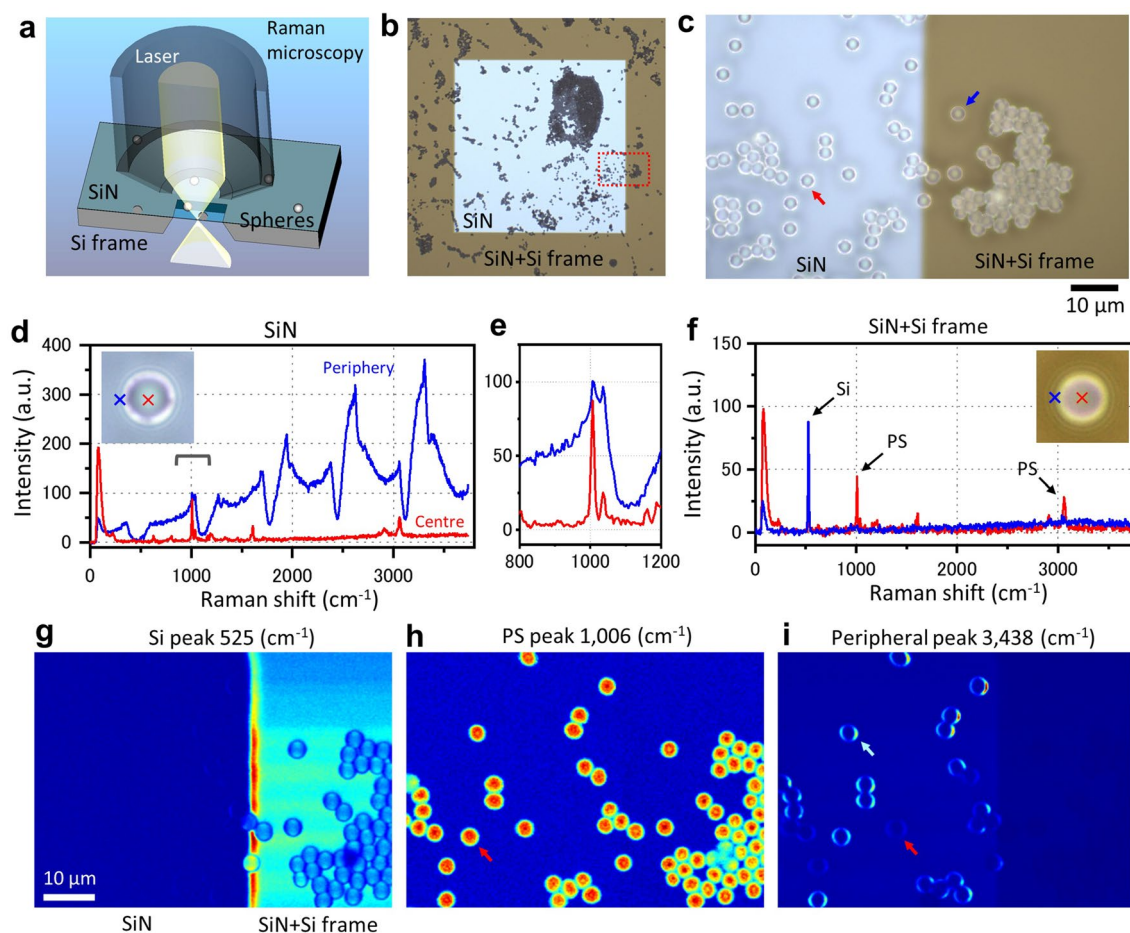 a
Raman
microscopy
Laser
SiN
Spheres
Si frame
b
SiN
SiN+Si frame
c
SiN
SiN+Si frame
10 µm
d
SiN
400
300
200
100
0
Intensity (a.u.)
Periphery
Centre
0 1000 2000 3000
Raman shift (cm⁻¹)
e
100
50
0
800 1000 1200
f
SiN+Si frame
150
100
50
0
Intensity (a.u.)
Si
PS
PS
0 1000 2000 3000
Raman shift (cm⁻¹)
g
Si peak 525 (cm⁻¹)
10 µm
SiN
SiN+Si frame
h
PS peak 1,006 (cm⁻¹)
i
Peripheral peak 3,438 (cm⁻¹)